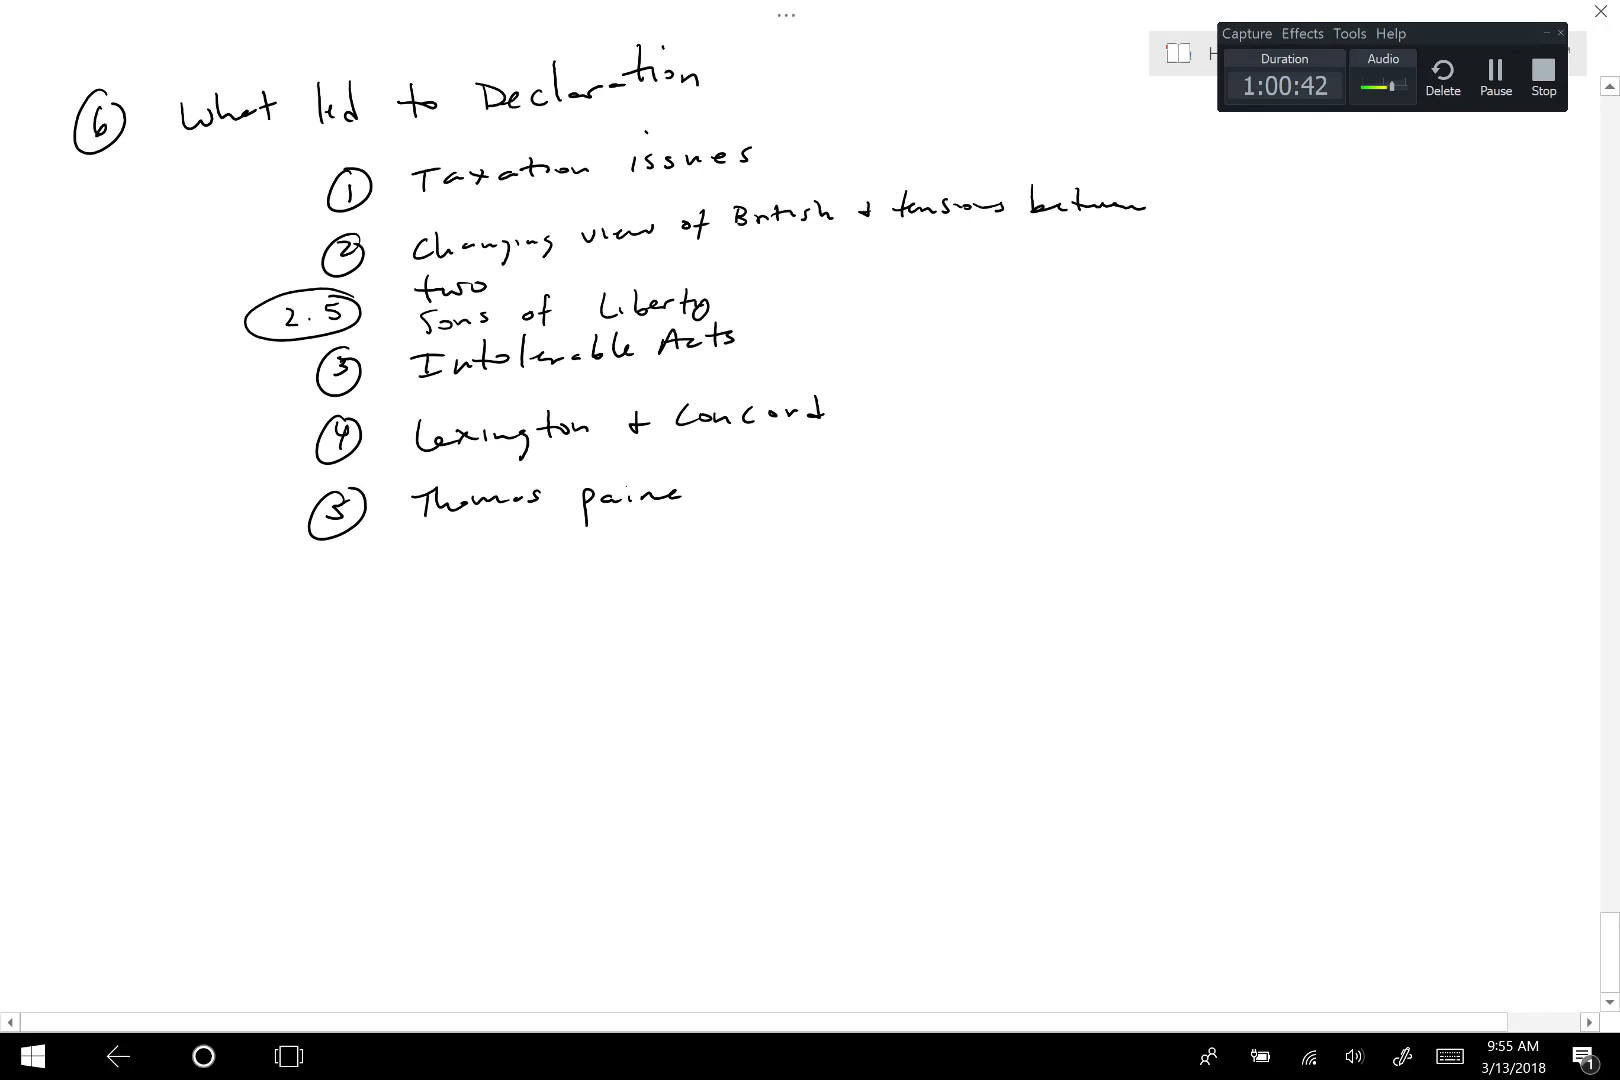 ...
Capture Effects Tools Help
H
Duration
Audio
1:00:42
Delete Pause Stop
6 What led to Declaration
1 Taxation issues
2 Changing view of British + tensions between
two
2.5 Sons of Liberty
3 Intolerable Acts
4 Lexington + Concord
5 Thomas paine
9:55 AM
3/13/2018
1